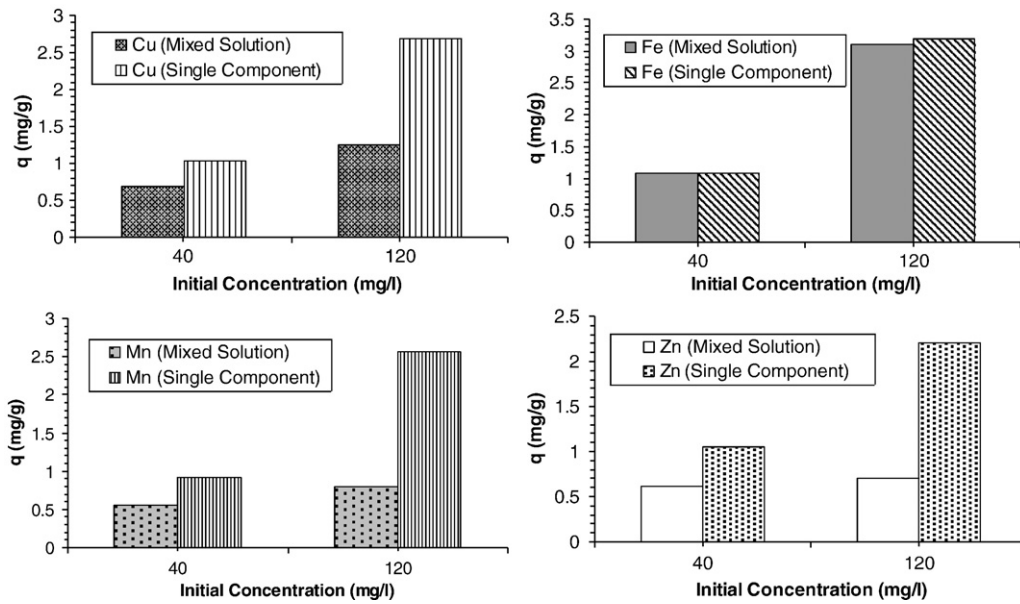 3
2.5
2
1.5
1
0.5
0
q (mg/g)
Cu (Mixed Solution)
Cu (Single Component)
40 120
Initial Concentration (mg/l)
3.5
3
2.5
2
1.5
1
0.5
0
q (mg/g)
Fe (Mixed Solution)
Fe (Single Component)
40 120
Initial Concentration (mg/l)
3
2.5
2
1.5
1
0.5
0
q (mg/g)
Mn (Mixed Solution)
Mn (Single Component)
40 120
Initial Concentration (mg/l)
2.5
2
1.5
1
0.5
0
q (mg/g)
Zn (Mixed Solution)
Zn (Single Component)
40 120
Initial Concentration (mg/l)